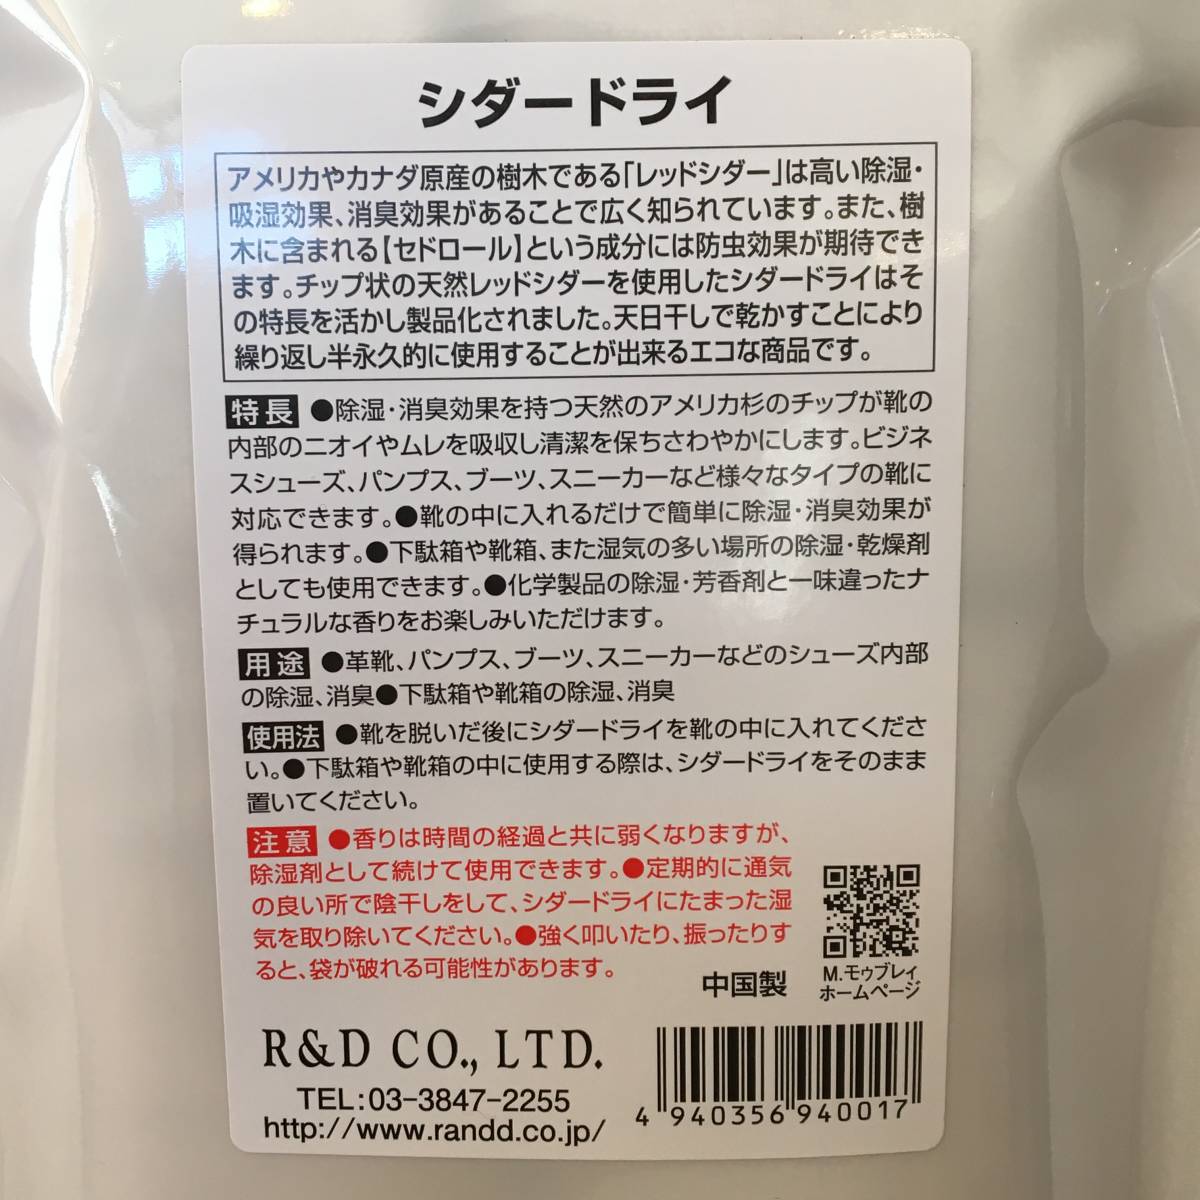 シダードライ
アメリカやカナダ原産の樹木である「レッドシダー」は高い除湿・
吸湿効果、消臭効果があることで広く知られています。また、樹
木に含まれる【セドロール】という成分には防虫効果が期待でき
ます。チップ状の天然レッドシダーを使用したシダードライはそ
の特長を活かし製品化されました。天日干しで乾かすことにより
繰り返し半永久的に使用することが出来るエコな商品です。
特長 ●除湿・消臭効果を持つ天然のアメリカ杉のチップが靴の
内部のニオイやムレを吸収し清潔を保ちさわやかにします。ビジネ
スシューズ、パンプス、ブーツ、スニーカーなど様々なタイプの靴に
対応できます。●靴の中に入れるだけで簡単に除湿・消臭効果が
得られます。●下駄箱や靴箱、また湿気の多い場所の除湿・乾燥剤
としても使用できます。●化学製品の除湿・芳香剤と一味違ったナ
チュラルな香りをお楽しみいただけます。
用途 ●革靴、パンプス、ブーツ、スニーカーなどのシューズ内部
の除湿、消臭●下駄箱や靴箱の除湿、消臭
使用法 ●靴を脱いだ後にシダードライを靴の中に入れてくださ
い。●下駄箱や靴箱の中に使用する際は、シダードライをそのまま
置いてください。
注意 ●香りは時間の経過と共に弱くなりますが、
除湿剤として続けて使用できます。●定期的に通気
の良い所で陰干しをして、シダードライにたまった湿
気を取り除いてください。●強く叩いたり、振ったりす
ると、袋が破れる可能性があります。
中国製
M.モゥブレィ
ホームページ
R&D CO., LTD.
TEL:03-3847-2255
http://www.randd.co.jp/
4 940356 940017